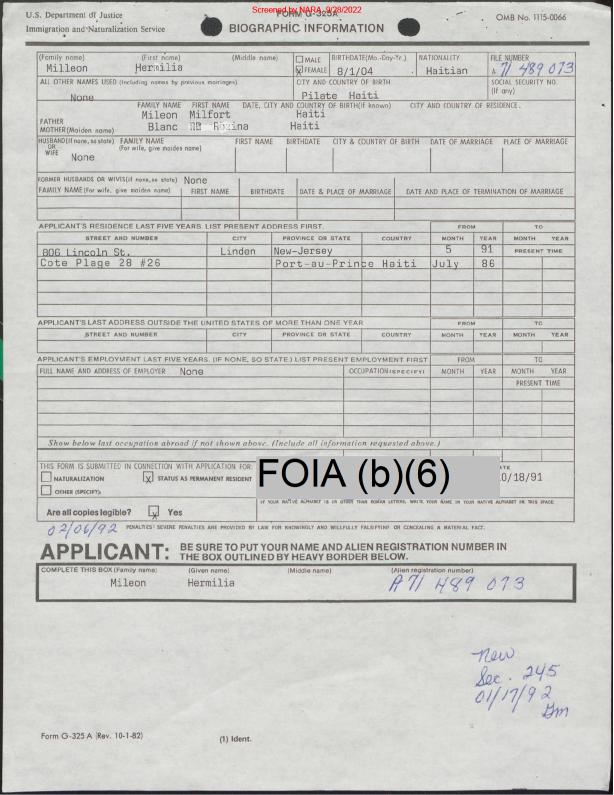 Screened by NARA, 9/28/2022
U.S. Department of Justice
Immigration and Naturalization Service
FORM G-325A
BIOGRAPHIC INFORMATION
OMB No. 1115-0066
(Family name) (First name) (Middle name)
Milleon Hermilia
MALE
X FEMALE
BIRTHDATE(Mo.-Day-Yr.)
8/1/04
NATIONALITY
Haitian
FILE NUMBER
A- 71 489 073
ALL OTHER NAMES USED (Including names by previous marriages)
None
CITY AND COUNTRY OF BIRTH
Pilate Haiti
SOCIAL SECURITY NO.
(If any)
FAMILY NAME FIRST NAME DATE, CITY AND COUNTRY OF BIRTH(If known) CITY AND COUNTRY OF RESIDENCE.
FATHER Mileon Milfort Haiti
MOTHER(Maiden name) Blanc Haiti
HUSBAND(If none, so state) OR WIFE
None
FAMILY NAME (For wife, give maiden name) FIRST NAME BIRTHDATE CITY & COUNTRY OF BIRTH DATE OF MARRIAGE PLACE OF MARRIAGE
FORMER HUSBANDS OR WIVES(if none, so state) None
FAMILY NAME (For wife, give maiden name) FIRST NAME BIRTHDATE DATE & PLACE OF MARRIAGE DATE AND PLACE OF TERMINATION OF MARRIAGE
APPLICANT'S RESIDENCE LAST FIVE YEARS. LIST PRESENT ADDRESS FIRST. FROM TO
STREET AND NUMBER CITY PROVINCE OR STATE COUNTRY MONTH YEAR MONTH YEAR
806 Lincoln St. Linden New-Jersey 5 91 PRESENT TIME
Cote Plage 28 #26 Port-au-Prince Haiti July 86
APPLICANT'S LAST ADDRESS OUTSIDE THE UNITED STATES OF MORE THAN ONE YEAR FROM TO
STREET AND NUMBER CITY PROVINCE OR STATE COUNTRY MONTH YEAR MONTH YEAR
APPLICANT'S EMPLOYMENT LAST FIVE YEARS. (IF NONE, SO STATE.) LIST PRESENT EMPLOYMENT FIRST FROM TO
FULL NAME AND ADDRESS OF EMPLOYER None OCCUPATION(SPECIFY) MONTH YEAR MONTH YEAR
PRESENT TIME
Show below last occupation abroad if not shown above. (Include all information requested above.)
THIS FORM IS SUBMITTED IN CONNECTION WITH APPLICATION FOR:
NATURALIZATION X STATUS AS PERMANENT RESIDENT
OTHER (SPECIFY):
FOIA (b)(6)
0/18/91
Are all copies legible? X Yes
IF YOUR NATIVE ALPHABET IS IN OTHER THAN ROMAN LETTERS, WRITE YOUR NAME IN YOUR NATIVE ALPHABET IN THIS SPACE.
02/06/92
PENALTIES: SEVERE PENALTIES ARE PROVIDED BY LAW FOR KNOWINGLY AND WILLFULLY FALSIFYING OR CONCEALING A MATERIAL FACT.
APPLICANT: BE SURE TO PUT YOUR NAME AND ALIEN REGISTRATION NUMBER IN
THE BOX OUTLINED BY HEAVY BORDER BELOW.
COMPLETE THIS BOX (Family name) (Given name) (Middle name) (Alien registration number)
Mileon Hermilia A 71 489 073
New
Sec. 245
01/17/92
Gm
Form G-325 A (Rev. 10-1-82)
(1) Ident.